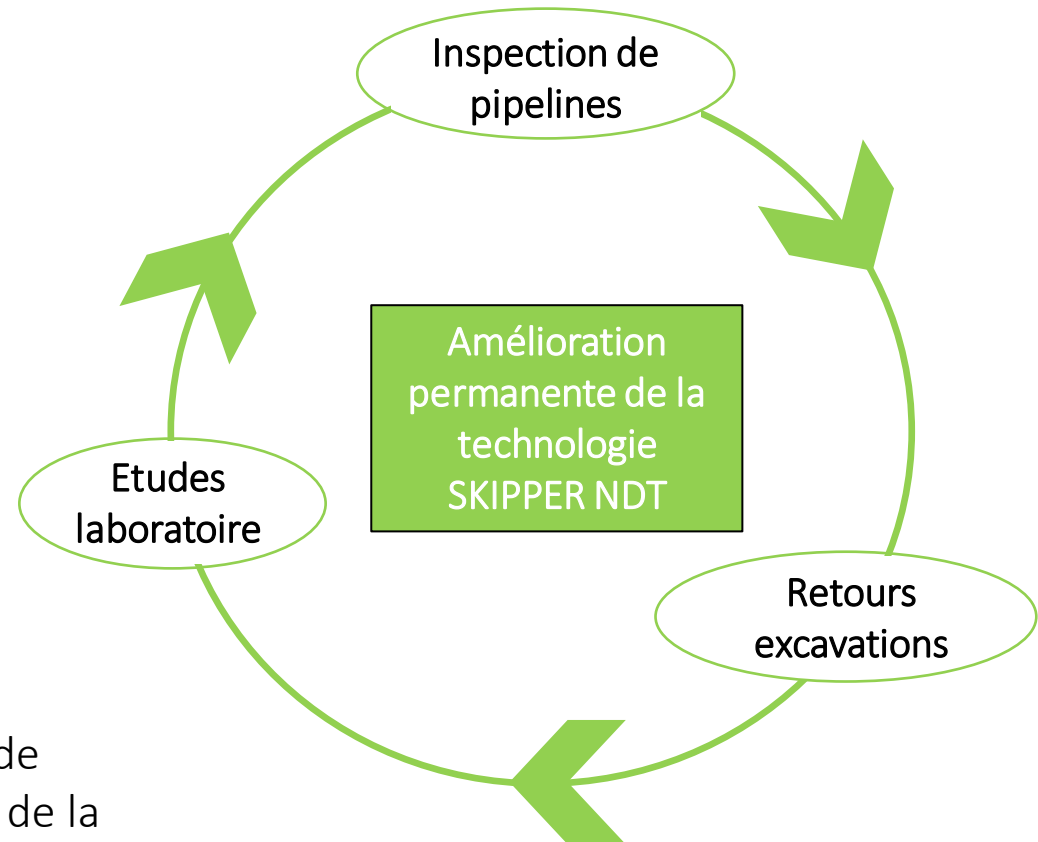 Inspection de
pipelines
Amélioration
permanente de la
technologie
SKIPPER NDT
Etudes
laboratoire
Retours
excavations
de
de la